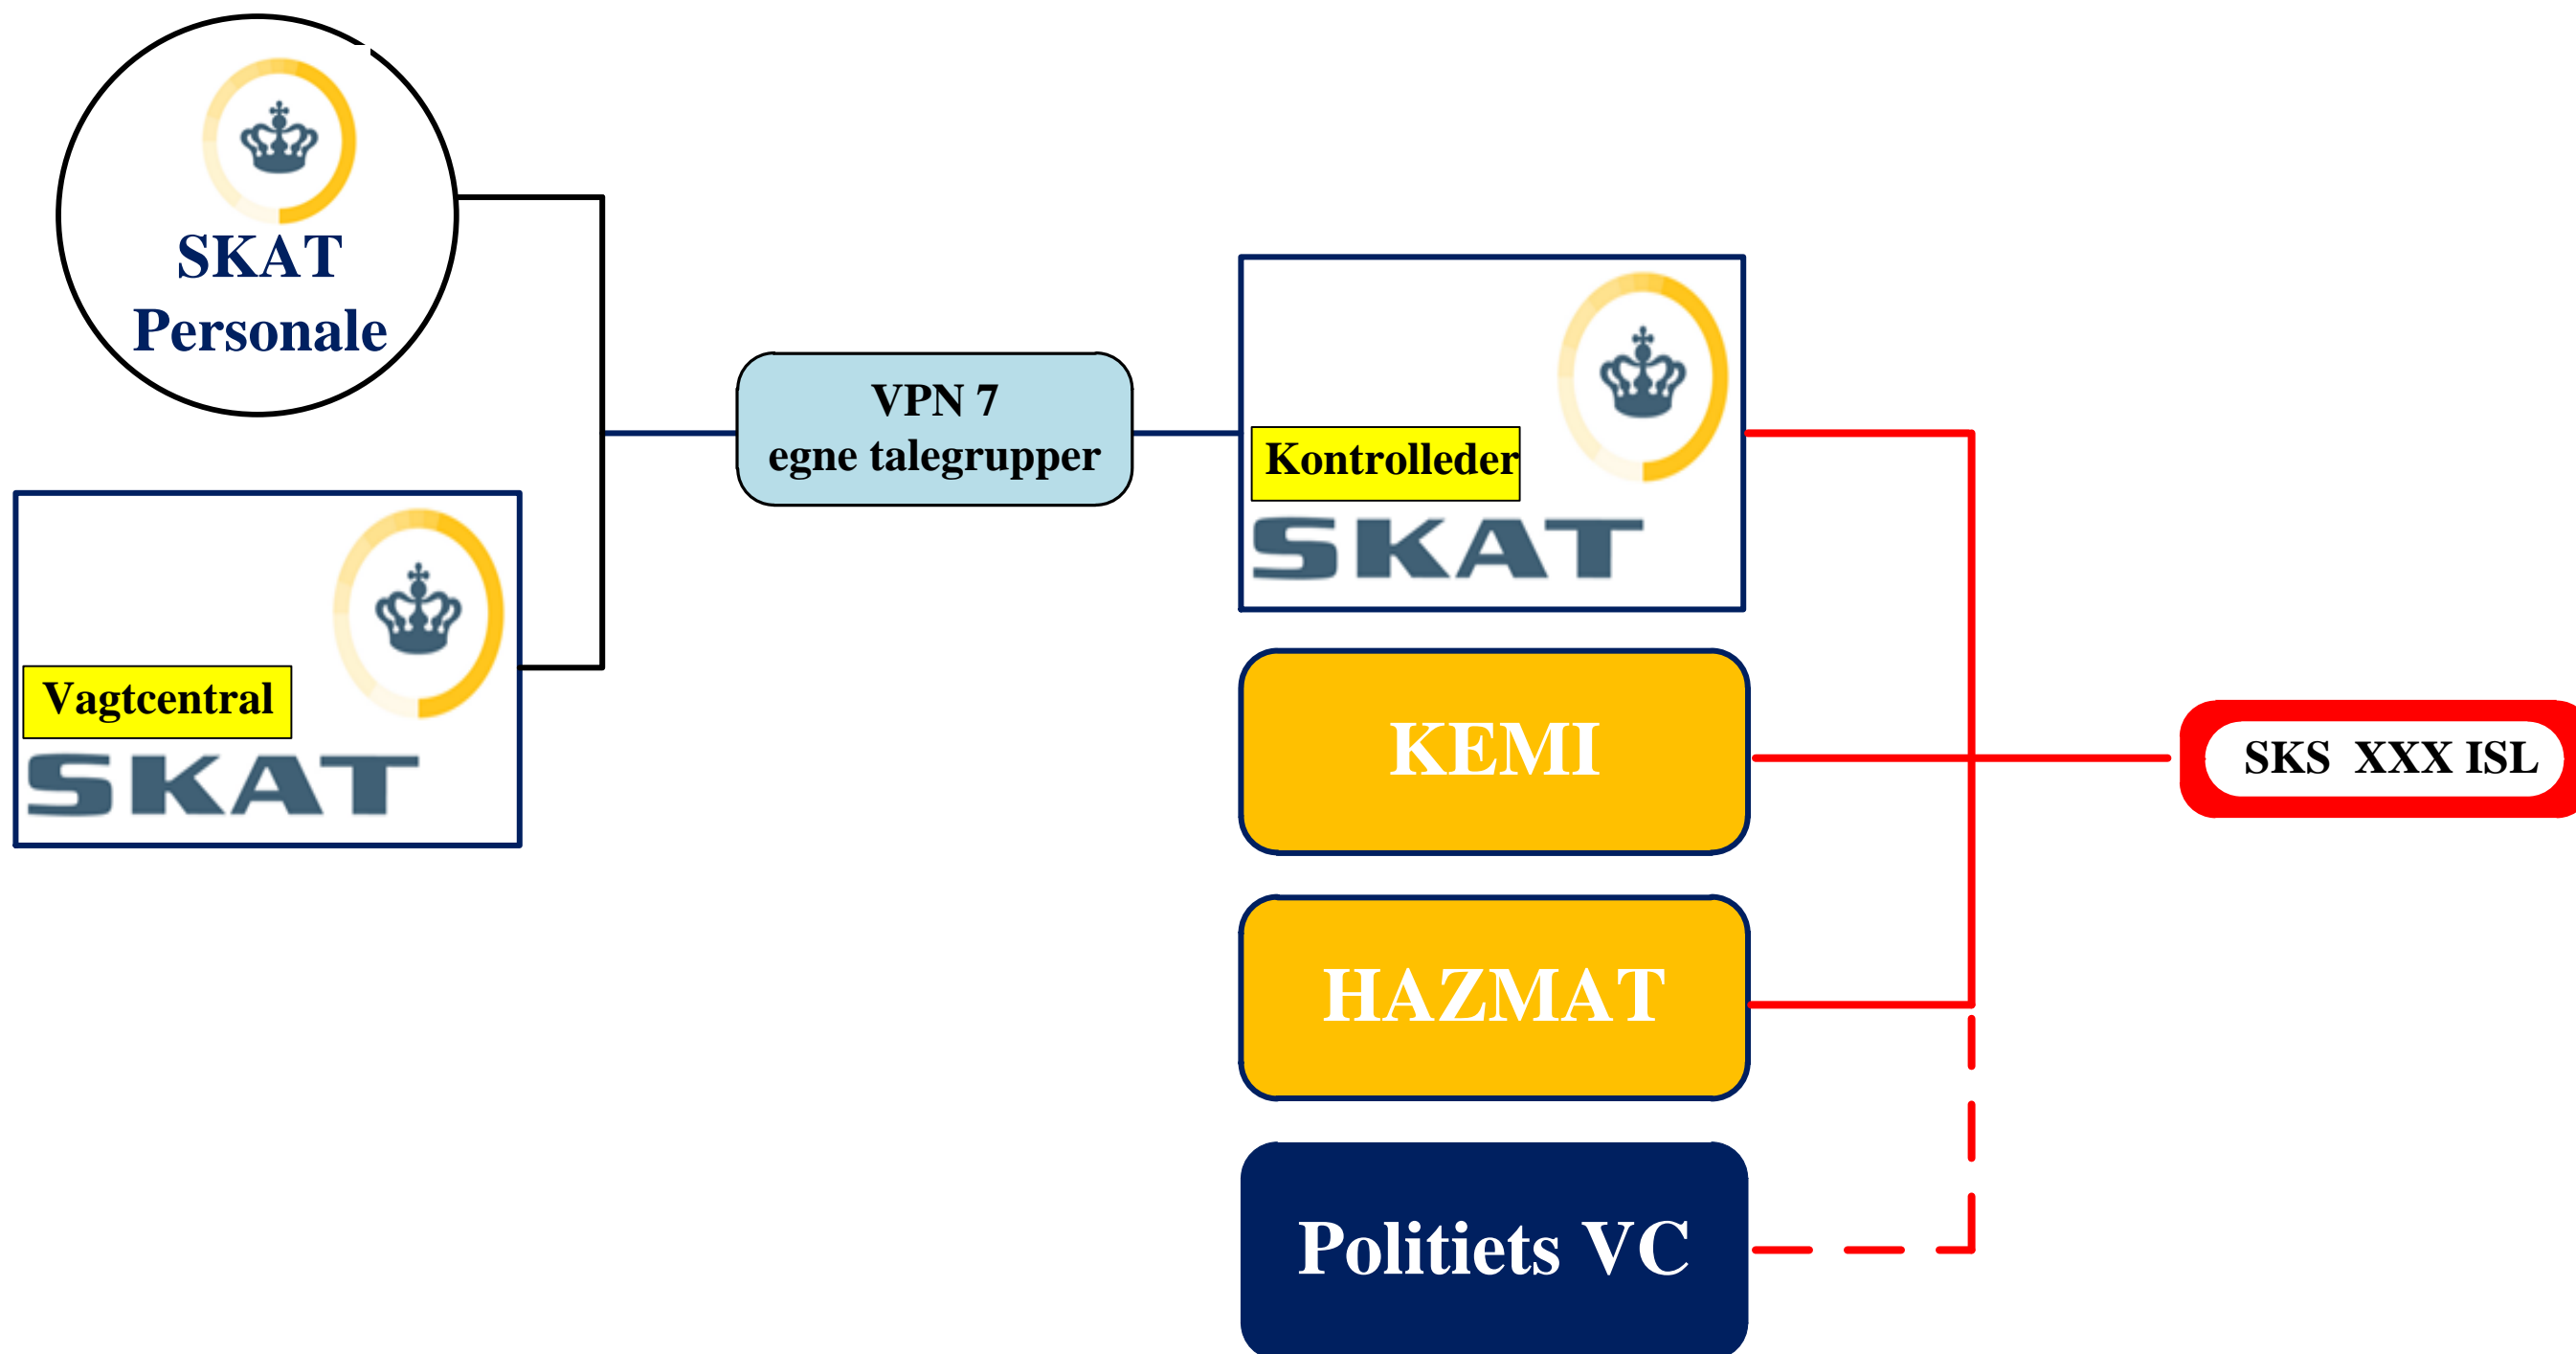 SKAT
Personale
Vagtcentral
SKAT
VPN 7
egne talegrupper
Kontrolleder
SKAT
KEMI
HAZMAT
Politiets VC
SKS XXX ISL